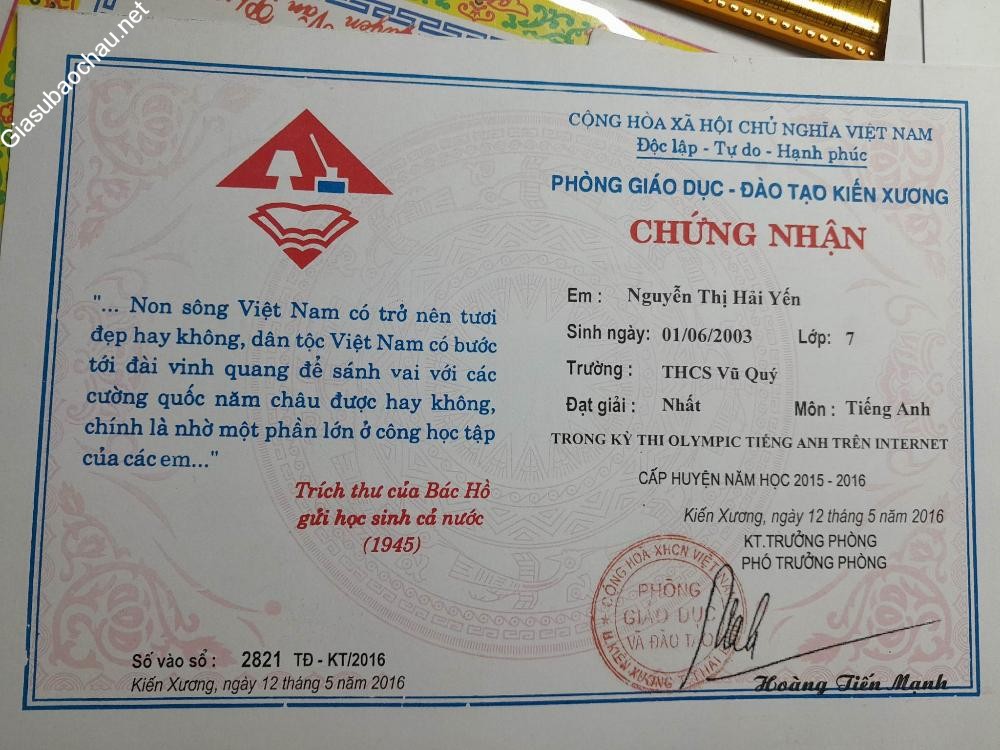 Giasubaochau.net
"... Non sông Việt Nam có trở nên tươi
đẹp hay không, dân tộc Việt Nam có bước
tới đài vinh quang để sánh vai với các
cường quốc năm châu được hay không,
chính là nhờ một phần lớn ở công học tập
của các em..."
Trích thư của Bác Hồ
gửi học sinh cả nước
(1945)
Số vào sổ : 2821 TĐ - KT/2016
Kiến Xương, ngày 12 tháng 5 năm 2016
CỘNG HÒA XÃ HỘI CHỦ NGHĨA VIỆT NAM
Độc lập - Tự do - Hạnh phúc
PHÒNG GIÁO DỤC - ĐÀO TẠO KIẾN XƯƠNG
CHỨNG NHẬN
Em : Nguyễn Thị Hải Yến
Sinh ngày: 01/06/2003 Lớp: 7
Trường : THCS Vũ Quý
Đạt giải : Nhất Môn : Tiếng Anh
TRONG KỲ THI OLYMPIC TIẾNG ANH TRÊN INTERNET
CẤP HUYỆN NĂM HỌC 2015 - 2016
Kiến Xương, ngày 12 tháng 5 năm 2016
KT.TRƯỞNG PHÒNG
PHÓ TRƯỞNG PHÒNG
PHÒNG
GIÁO DỤC
VÀ ĐÀO TẠO
Hoàng Tiến Mạnh